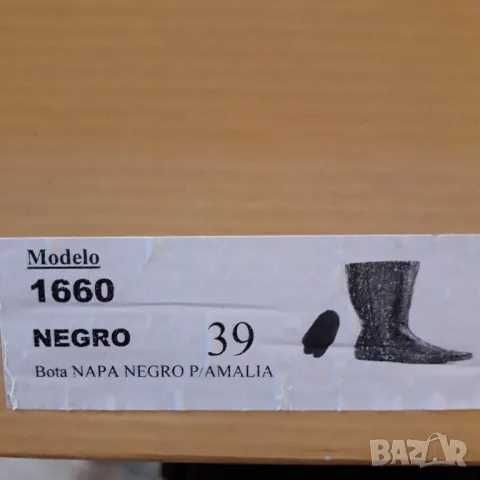 Modelo
1660
NEGRO 39
Bota NAPA NEGRO P/AMALIA
BAZAR